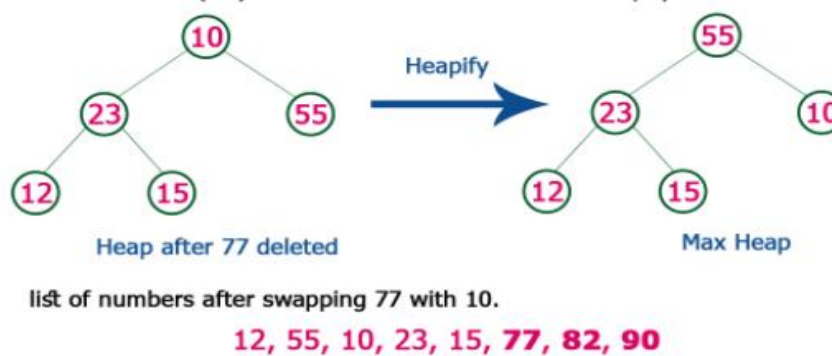 10
55
Heapify
23
55
23
10
12
15
12
15
Heap after 77 deleted
Max Heap
list of numbers after swapping 77 with 10.
12, 55, 10, 23, 15, 77, 82, 90